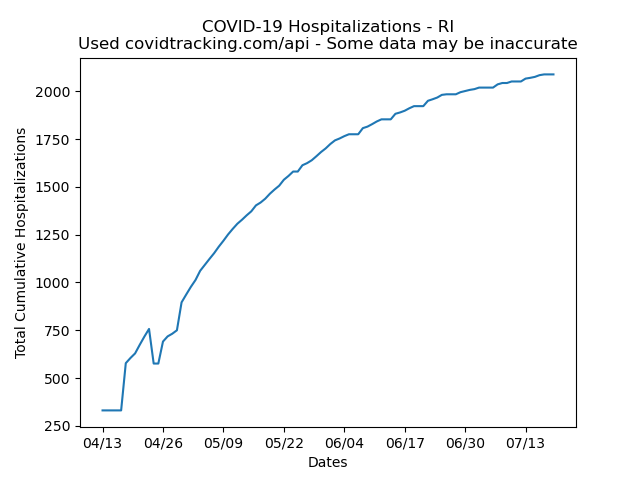 COVID-19 Hospitalizations - RI
Used covidtracking.com/api - Some data may be inaccurate
Total Cumulative Hospitalizations
2000
1750
1500
1250
1000
750
500
250
04/13 04/26 05/09 05/22 06/04 06/17 06/30 07/13
Dates